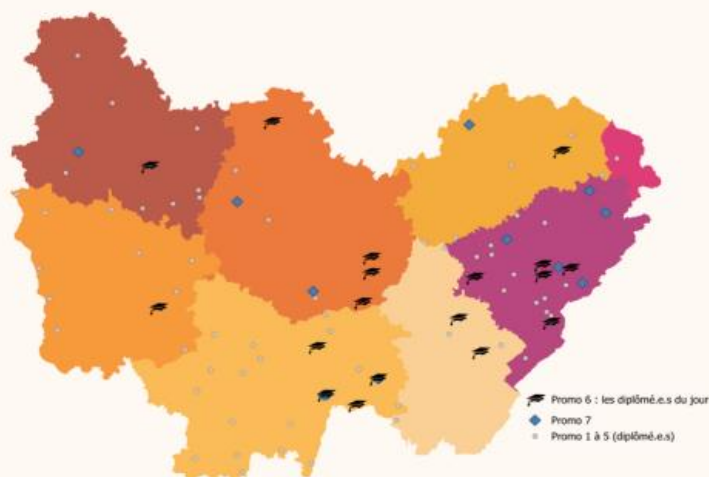 Promo 6 : les diplômé.e.s du jour
Promo 7
Promo 1 à 5 (diplômé.e.s)